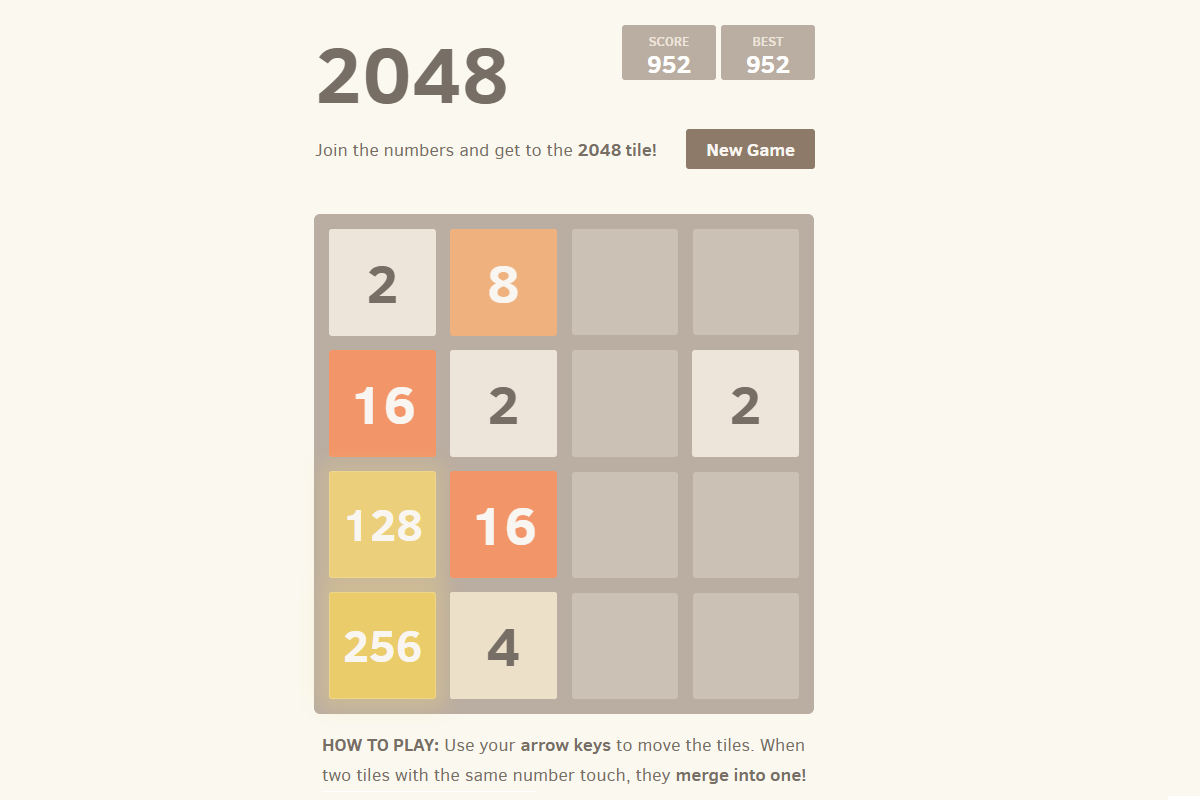 2048
SCORE
952
BEST
952
Join the numbers and get to the 2048 tile!
New Game
2 8
16 2 2
128 16
256 4
HOW TO PLAY: Use your arrow keys to move the tiles. When
two tiles with the same number touch, they merge into one!